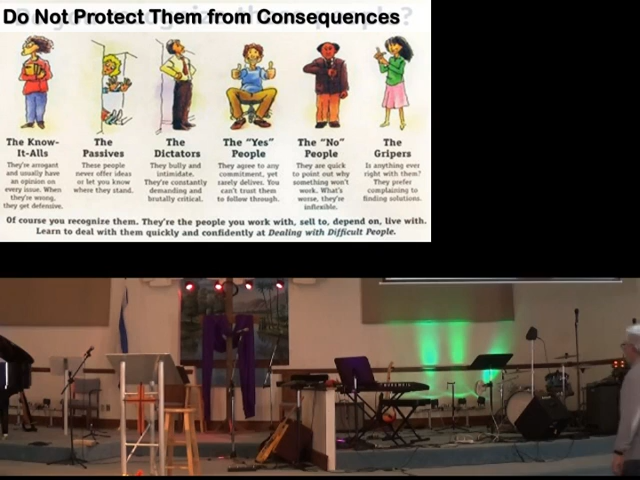 Do Not Protect Them from Consequences
The Know-
It-Alls
They're arrogant
and usually have
an opinion on
every issue. When
they're wrong,
they get defensive.
The
Passives
These people
never offer ideas
or let you know
where they stand.
The
Dictators
They bully and
intimidate.
They're constantly
demanding and
brutally critical.
The "Yes"
People
They agree to any
commitment, yet
rarely delivers. You
can't trust them
to follow through.
The "No"
People
They are quick
to point out why
something won't
work. What's
worse, they're
inflexible.
The
Gripers
Is anything ever
right with them?
They prefer
complaining to
finding solutions.
Of course you recognize them. They're the people you work with, sell to, depend on, live with.
Learn to deal with them quickly and confidently at Dealing with Difficult People.